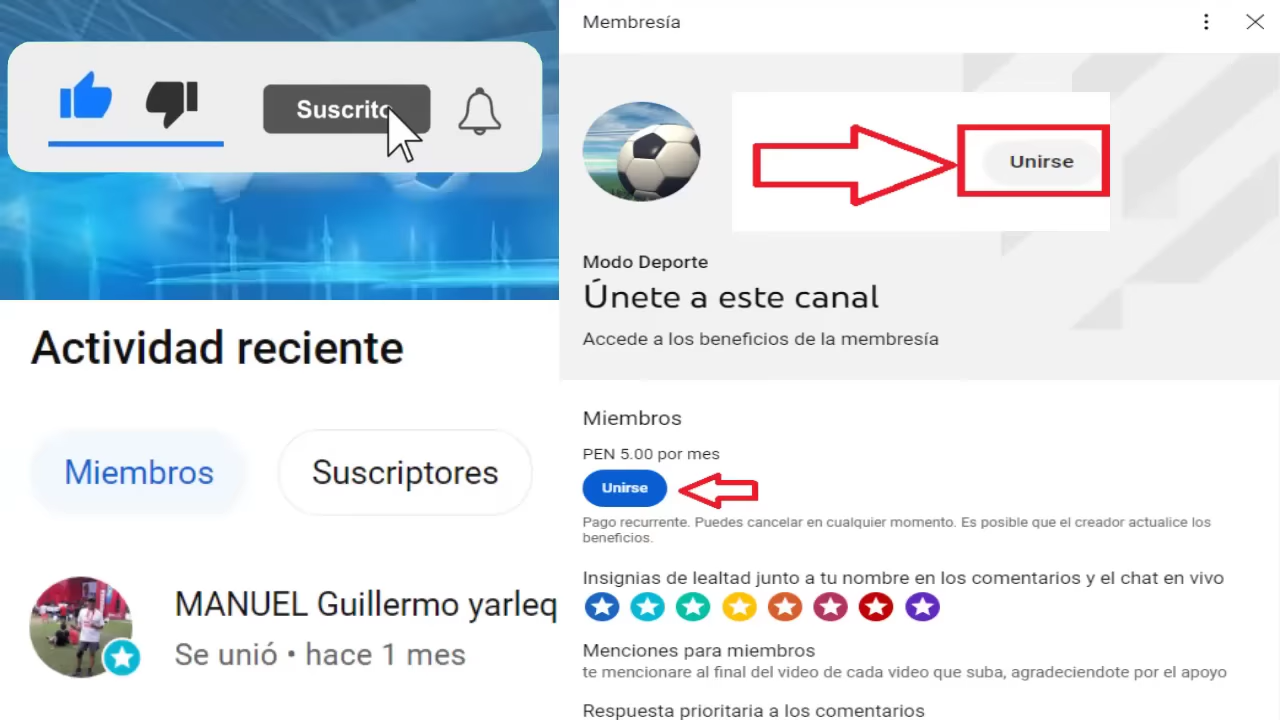 Suscrito
Actividad reciente
Miembros
Suscriptores
MANUEL Guillermo yarleq
Se unió • hace 1 mes
Membresía
Unirse
Modo Deporte
Únete a este canal
Accede a los beneficios de la membresía
Miembros
PEN 5.00 por mes
Unirse
Pago recurrente. Puedes cancelar en cualquier momento. Es posible que el creador actualice los
beneficios.
Insignias de lealtad junto a tu nombre en los comentarios y el chat en vivo
Menciones para miembros
te mencionare al final del video de cada video que suba, agradeciendote por el apoyo
Respuesta prioritaria a los comentarios